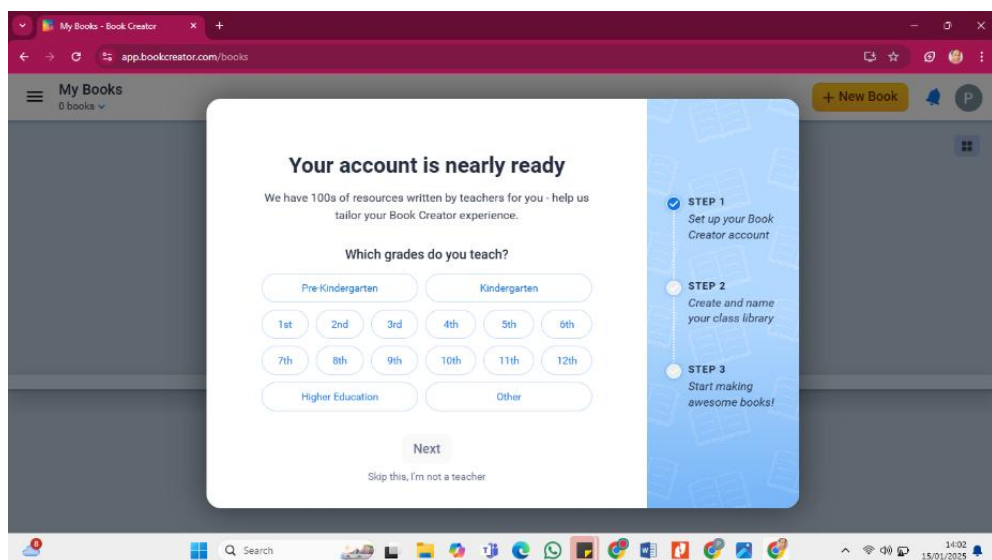 My Books - Book Creator
app.bookcreator.com/books
My Books
0 books
+ New Book
P
Your account is nearly ready
We have 100s of resources written by teachers for you - help us
tailor your Book Creator experience.
Which grades do you teach?
Pre-Kindergarten
Kindergarten
1st
2nd
3rd
4th
5th
6th
7th
8th
9th
10th
11th
12th
Higher Education
Other
Next
Skip this, I'm not a teacher
STEP 1
Set up your Book
Creator account
STEP 2
Create and name
your class library
STEP 3
Start making
awesome books!
Search
14:02
15/01/2025